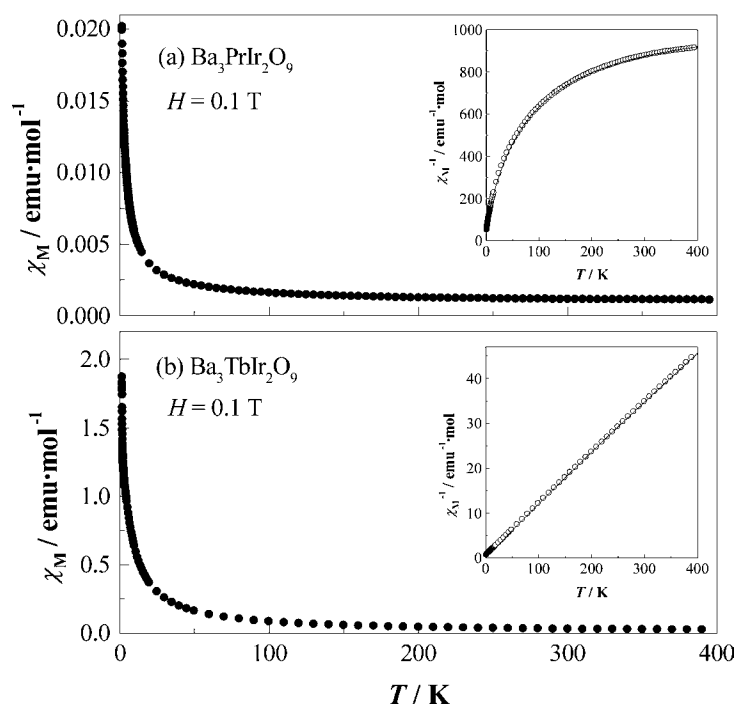 0.020
0.015
0.010
0.005
0.000
χM / emu·mol⁻¹
(a) Ba₃PrIr₂O₉
H = 0.1 T
1000
800
600
400
200
0
χM⁻¹ / emu⁻¹·mol
0 100 200 300 400
T / K
2.0
1.5
1.0
0.5
0.0
χM / emu·mol⁻¹
(b) Ba₃TbIr₂O₉
H = 0.1 T
40
30
20
10
0
χM⁻¹ / emu⁻¹·mol
0 100 200 300 400
T / K
0 100 200 300 400
T / K